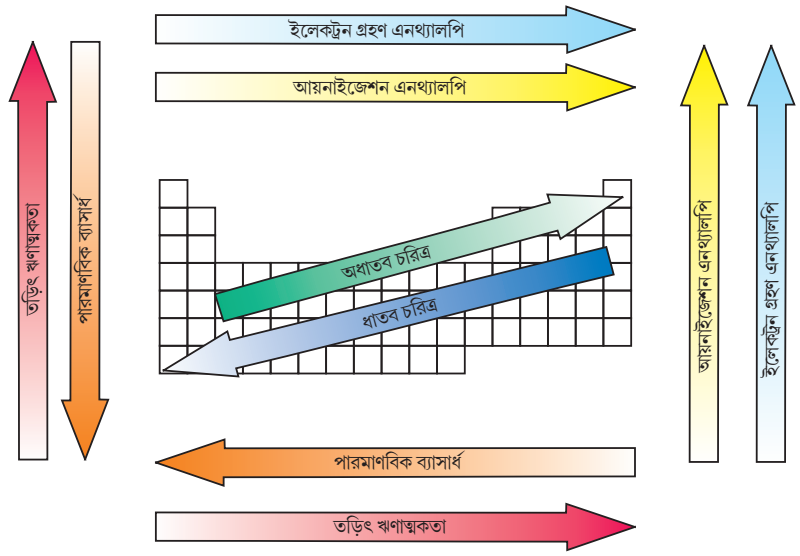 ইলেকট্রন গ্রহণ এনথ্যালপি
আয়নাইজেশন এনথ্যালপি
তড়িৎ ঋণাত্মকতা
পারমাণবিক ব্যাসার্ধ
অধাতব চরিত্র
ধাতব চরিত্র
আয়নাইজেশন এনথ্যালপি
ইলেকট্রন গ্রহণ এনথ্যালপি
পারমাণবিক ব্যাসার্ধ
তড়িৎ ঋণাত্মকতা